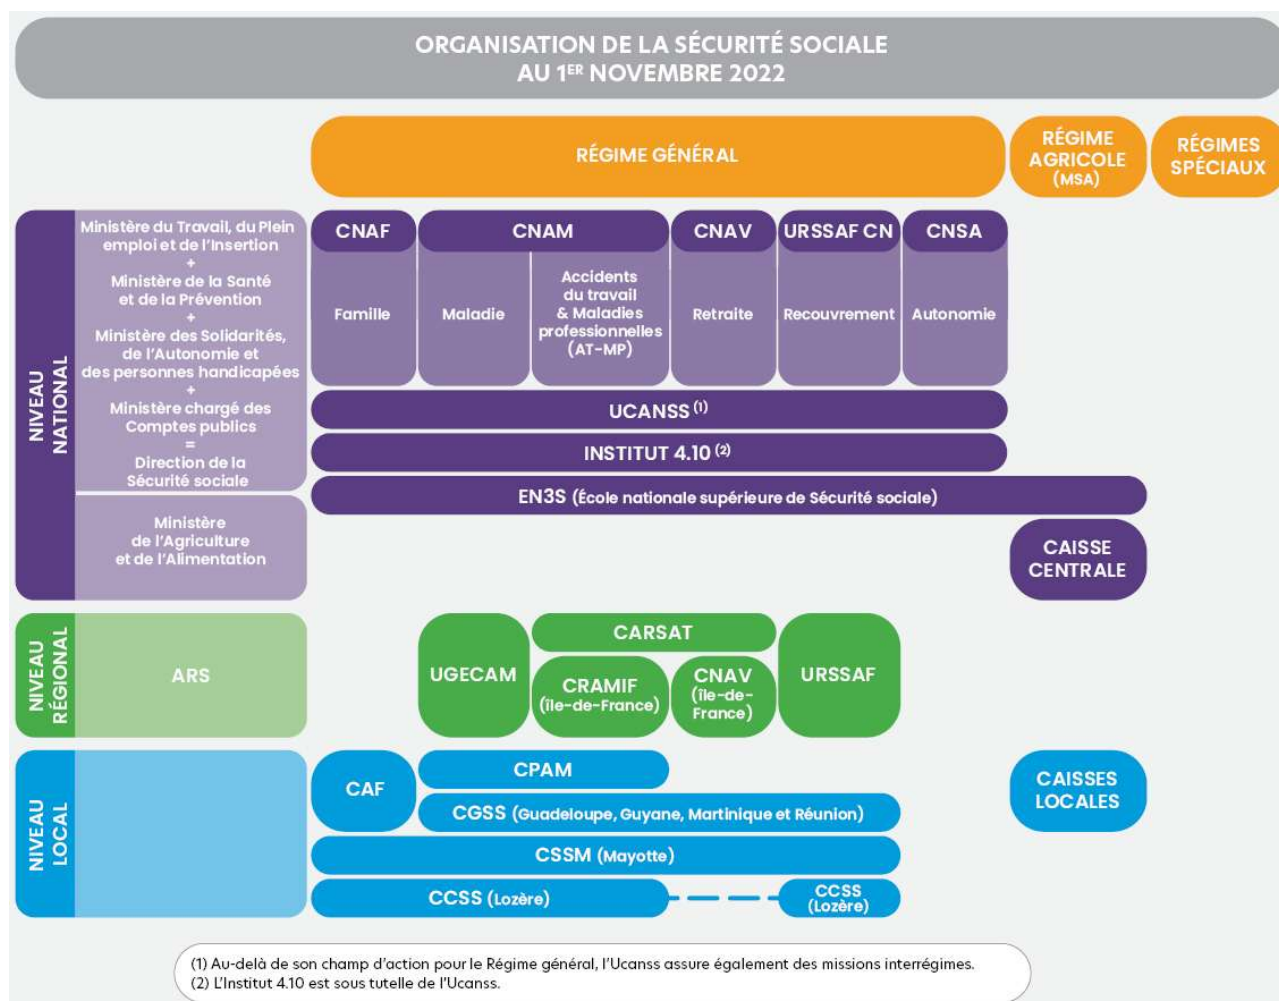 ORGANISATION DE LA SÉCURITÉ SOCIALE
AU 1ER NOVEMBRE 2022
RÉGIME GÉNÉRAL
RÉGIME
AGRICOLE
(MSA)
RÉGIMES
SPÉCIAUX
NIVEAU
NATIONAL
Ministère du Travail, du Plein
emploi et de l'Insertion
+
Ministère de la Santé
et de la Prévention
+
Ministère des Solidarités,
de l'Autonomie et
des personnes handicapées
+
Ministère chargé des
Comptes publics
=
Direction de la
Sécurité sociale
Ministère
de l'Agriculture
et de l'Alimentation
CNAF
Famille
CNAM
Maladie
Accidents
du travail
& Maladies
professionnelles
(AT-MP)
CNAV
Retraite
URSSAF CN
Recouvrement
CNSA
Autonomie
UCANSS (1)
INSTITUT 4.10 (2)
EN3S (École nationale supérieure de Sécurité sociale)
CAISSE
CENTRALE
NIVEAU
RÉGIONAL
ARS
UGECAM
CARSAT
CRAMIF
(île-de-France)
CNAV
(île-de-
France)
URSSAF
NIVEAU
LOCAL
CAF
CPAM
CGSS (Guadeloupe, Guyane, Martinique et Réunion)
CSSM (Mayotte)
CCSS (Lozère)
CCSS
(Lozère)
CAISSES
LOCALES
(1) Au-delà de son champ d'action pour le Régime général, l'Ucanss assure également des missions interrégimes.
(2) L'Institut 4.10 est sous tutelle de l'Ucanss.